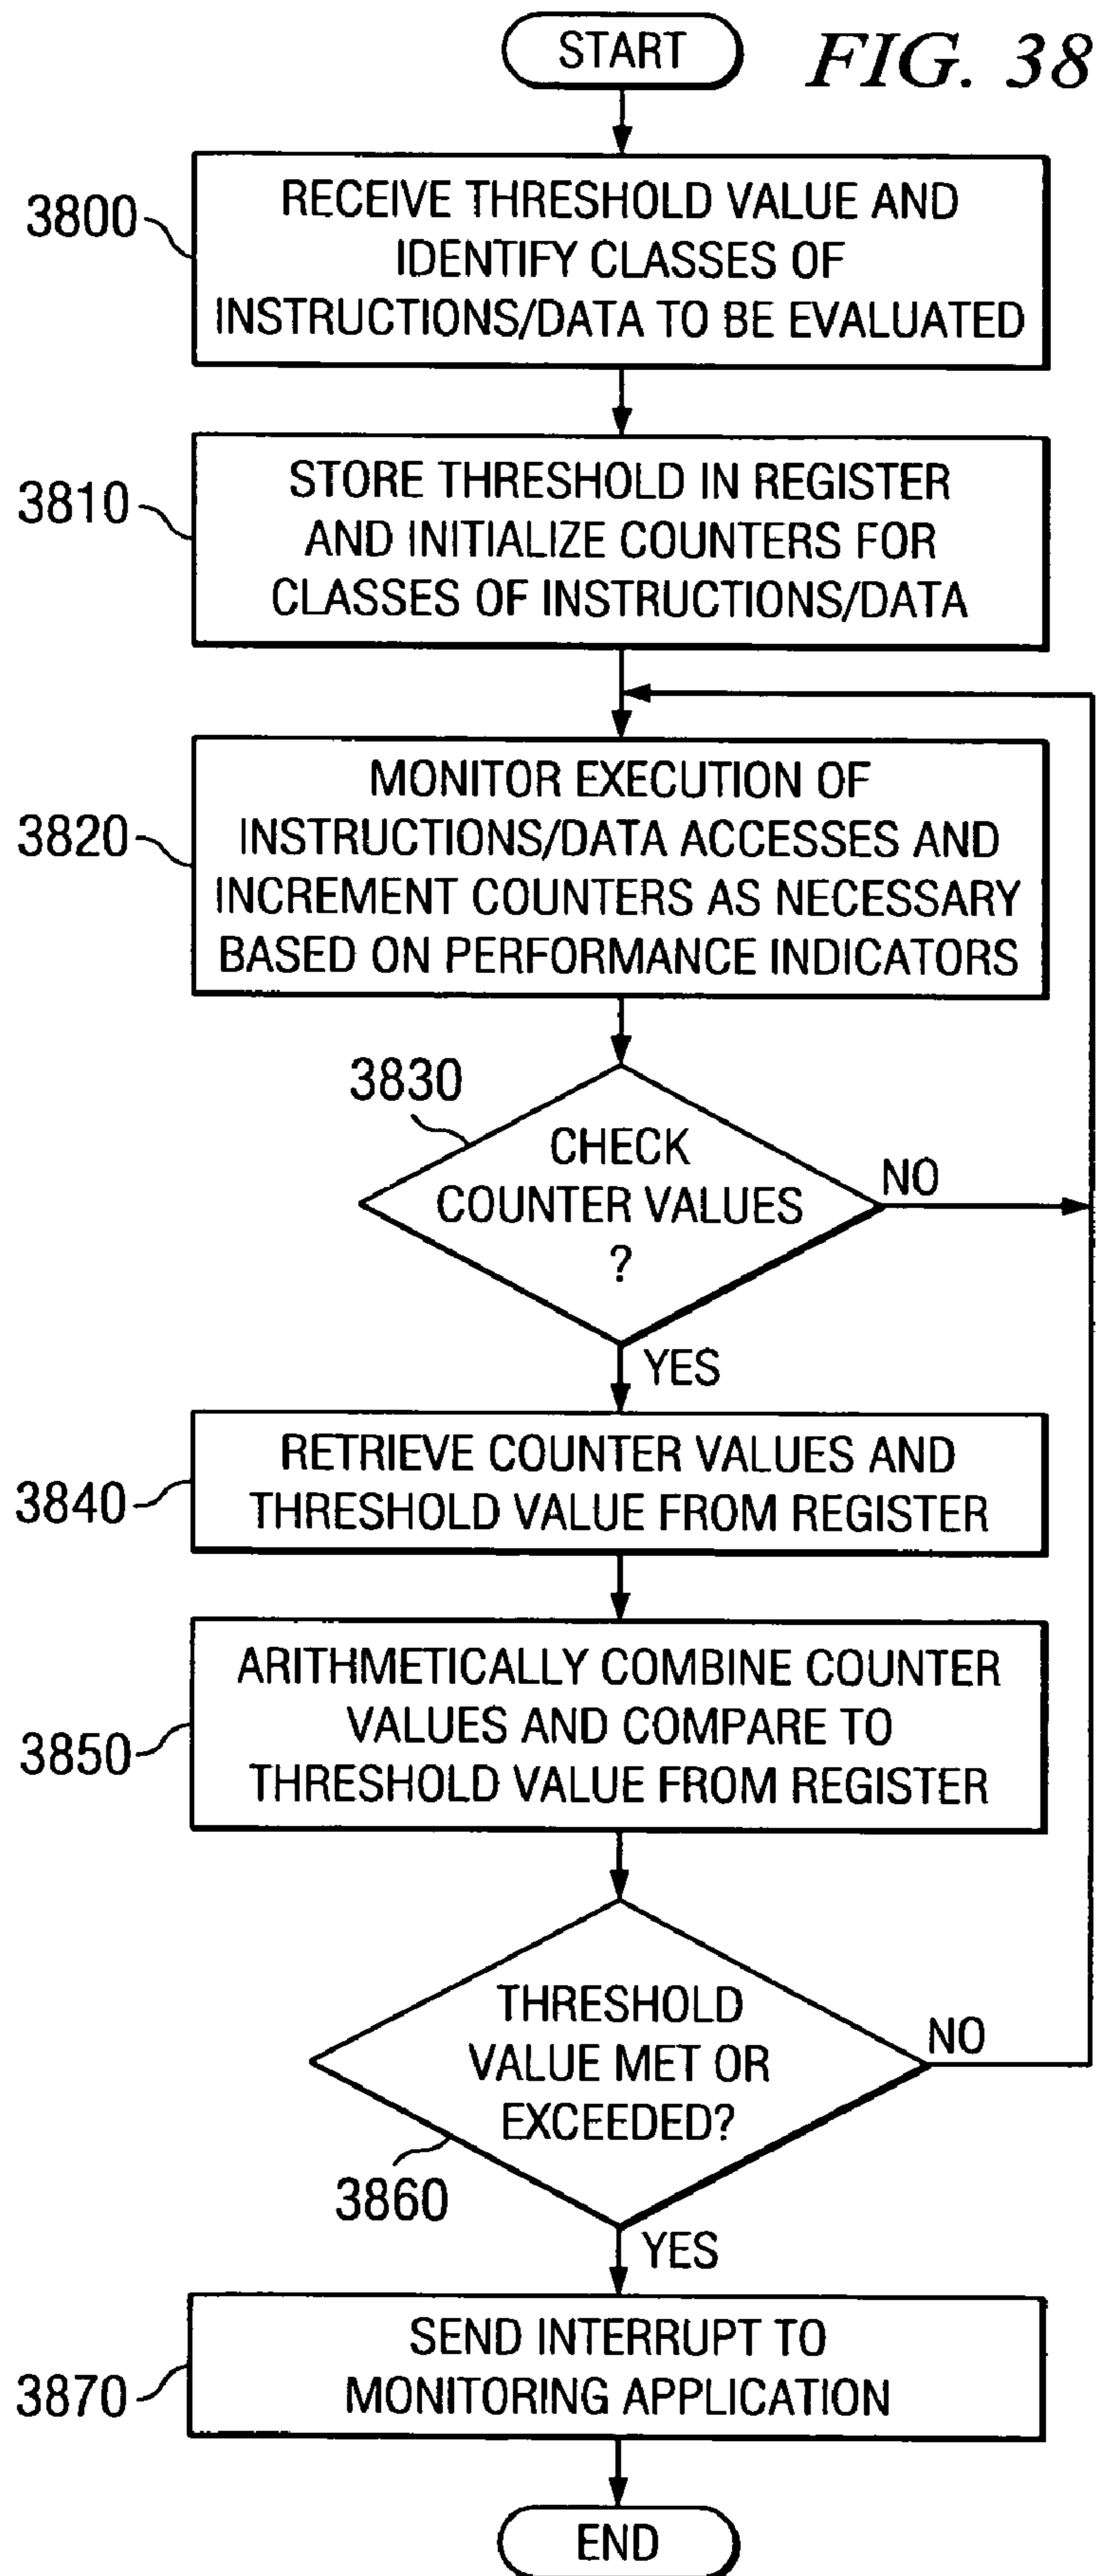 START
FIG. 38
3800
RECEIVE THRESHOLD VALUE AND
IDENTIFY CLASSES OF
INSTRUCTIONS/DATA TO BE EVALUATED
3810
STORE THRESHOLD IN REGISTER
AND INITIALIZE COUNTERS FOR
CLASSES OF INSTRUCTIONS/DATA
3820
MONITOR EXECUTION OF
INSTRUCTIONS/DATA ACCESSES AND
INCREMENT COUNTERS AS NECESSARY
BASED ON PERFORMANCE INDICATORS
3830
CHECK
COUNTER VALUES
?
NO
YES
3840
RETRIEVE COUNTER VALUES AND
THRESHOLD VALUE FROM REGISTER
3850
ARITHMETICALLY COMBINE COUNTER
VALUES AND COMPARE TO
THRESHOLD VALUE FROM REGISTER
THRESHOLD
VALUE MET OR
EXCEEDED?
NO
3860
YES
3870
SEND INTERRUPT TO
MONITORING APPLICATION
END